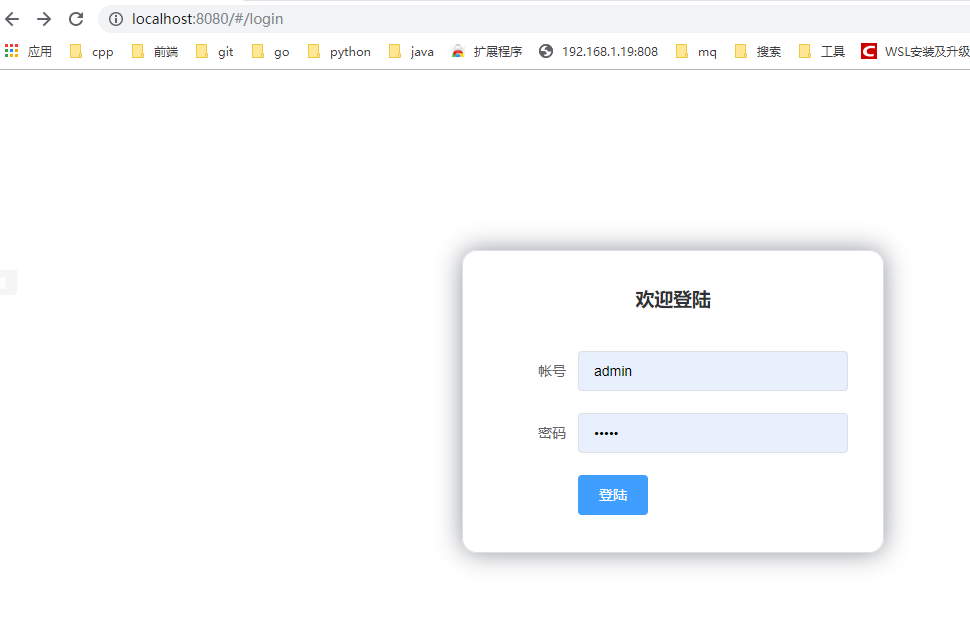 localhost:8080/#/login
应用 cpp 前端 git go python java 扩展程序 192.168.1.19:808 mq 搜索 工具 WSL安装及升级
欢迎登陆
帐号 admin
密码 •••••
登陆